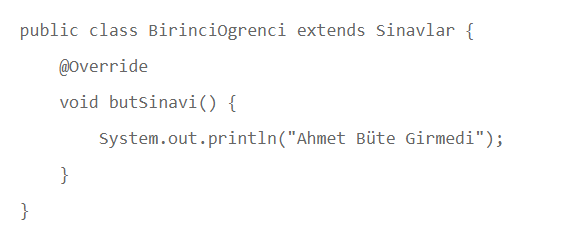 public class BirinciOgrenci extends Sinavlar {
    @Override
    void butSinavi() {
        System.out.println("Ahmet Büte Girmedi");
    }
}